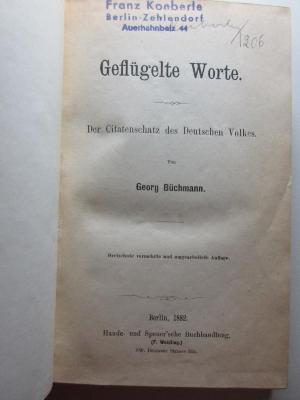 Franz Konberle
Berlin-Zehlendorf
Auerhahnbalz 44
1206
Geflügelte Worte.
Der Citatenschatz des Deutschen Volkes.
Von
Georg Büchmann.
Dreizehnte vermehrte und umgearbeitete Auflage.
Berlin, 1882.
Haude- und Spener'sche Buchhandlung.
(F. Weidling.)